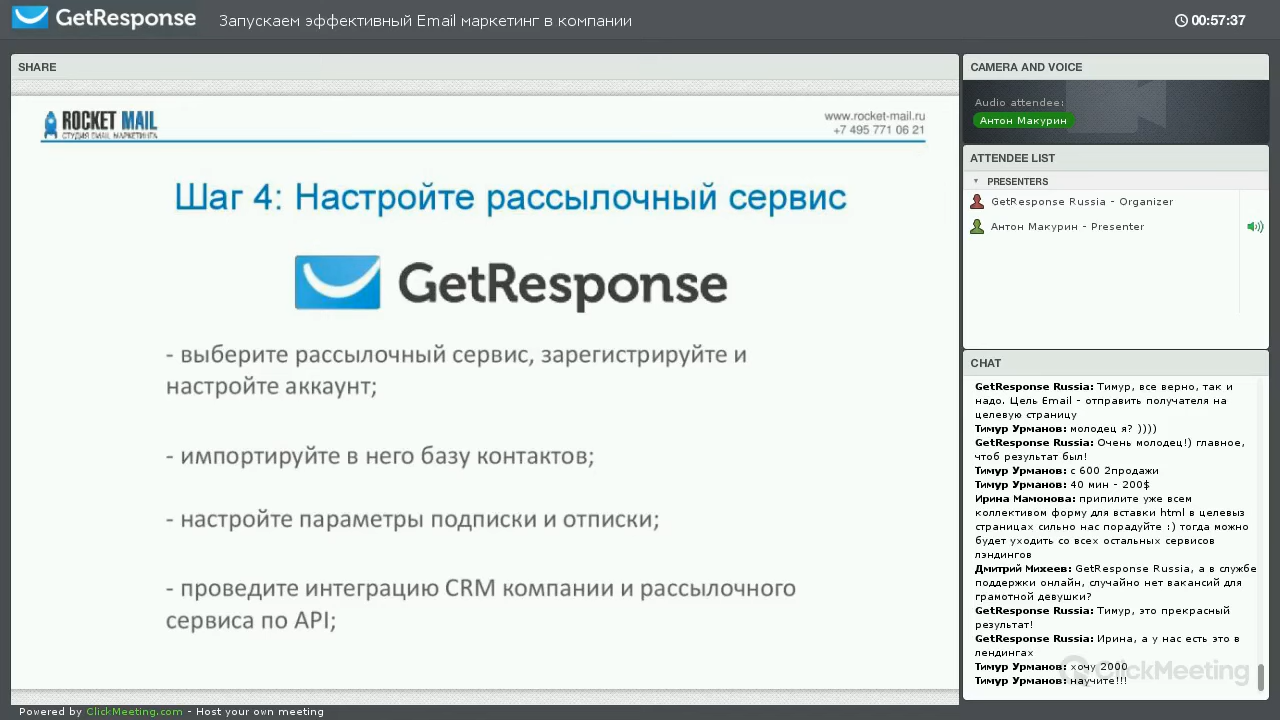 GetResponse Запускаем эффективный Email маркетинг в компании 00:57:37
SHARE
ROCKET MAIL
СТУДИЯ EMAIL МАРКЕТИНГА
www.rocket-mail.ru
+7 495 771 06 21
Шаг 4: Настройте рассылочный сервис
GetResponse
- выберите рассылочный сервис, зарегистрируйте и
настройте аккаунт;
- импортируйте в него базу контактов;
- настройте параметры подписки и отписки;
- проведите интеграцию CRM компании и рассылочного
сервиса по API;
CAMERA AND VOICE
Audio attendee:
Антон Макурин
ATTENDEE LIST
PRESENTERS
GetResponse Russia - Organizer
Антон Макурин - Presenter
CHAT
GetResponse Russia: Тимур, все верно, так и
надо. Цель Email - отправить получателя на
целевую страницу
Тимур Урманов: молодец я? ))))
GetResponse Russia: Очень молодец!) главное,
чтоб результат был!
Тимур Урманов: с 600 2продажи
Тимур Урманов: 40 мин - 200$
Ирина Мамонова: припилите уже всем
коллективом форму для вставки html в целевыз
страницах сильно нас порадуйте :) тогда можно
будет уходить со всех остальных сервисов
лэндингов
Дмитрий Михеев: GetResponse Russia, а в службе
поддержки онлайн, случайно нет вакансий для
грамотной девушки?
GetResponse Russia: Тимур, это прекрасный
результат!
GetResponse Russia: Ирина, а у нас есть это в
лендингах
Тимур Урманов: хочу 2000
Тимур Урманов: научите!!!
ClickMeeting
Powered by ClickMeeting.com - Host your own meeting